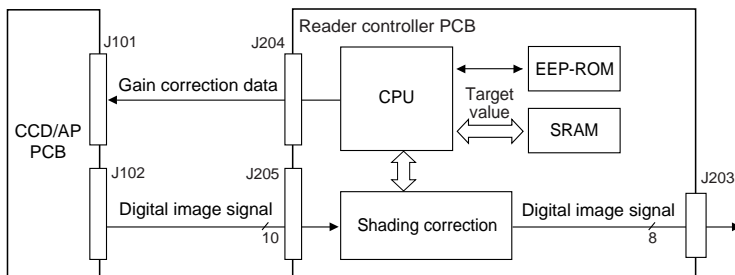 Reader controller PCB
J101
J204
EEP-ROM
Gain correction data
CPU
Target
value
SRAM
CCD/AP
PCB
J102
J205
J203
Digital image signal
Shading correction
Digital image signal
10
8